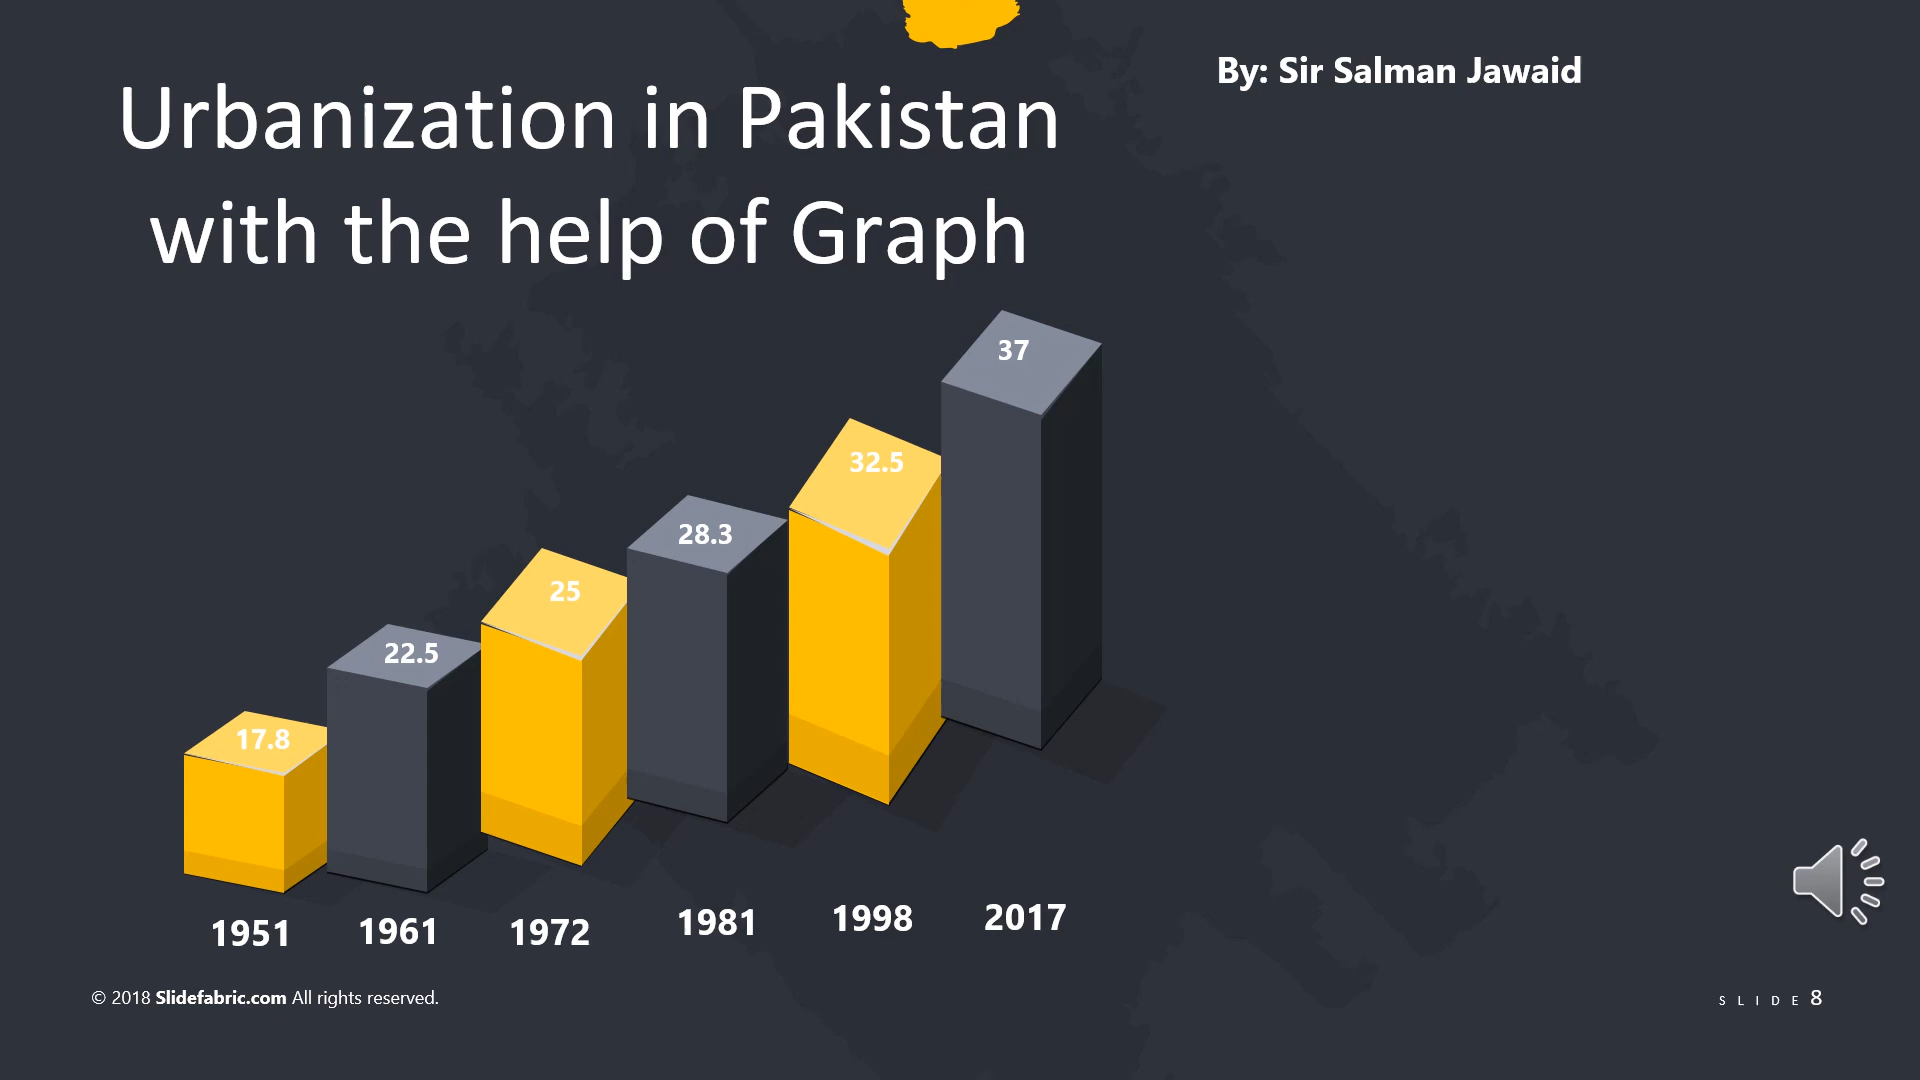 By: Sir Salman Jawaid
Urbanization in Pakistan
with the help of Graph
37
32.5
28.3
25
22.5
17.8
1951 1961 1972 1981 1998 2017
© 2018 Slidefabric.com All rights reserved.
SLIDE 8